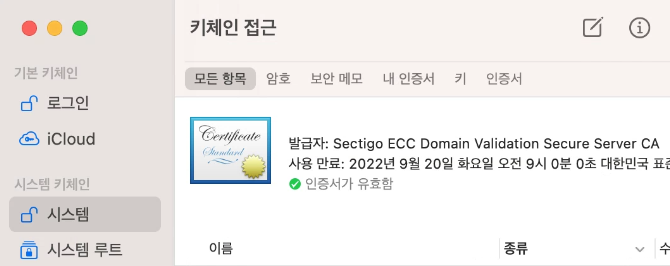 키체인 접근
기본 키체인
로그인
iCloud
시스템 키체인
시스템
시스템 루트
모든 항목 암호 보안 메모 내 인증서 키 인증서
Certificate
Standard
발급자: Sectigo ECC Domain Validation Secure Server CA
사용 만료: 2022년 9월 20일 화요일 오전 9시 0분 0초 대한민국 표준
인증서가 유효함
이름 종류 수